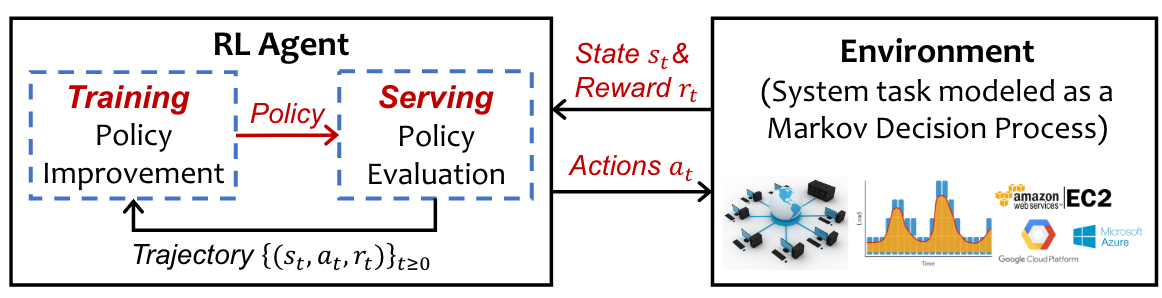 RL Agent
Training
Policy
Improvement
Policy
Serving
Policy
Evaluation
Trajectory {(s_t, a_t, r_t)}_{t≥0}
State s_t &
Reward r_t
Actions a_t
Environment
(System task modeled as a
Markov Decision Process)
Load
Time
amazon
web services™
EC2
Google Cloud Platform
Microsoft
Azure